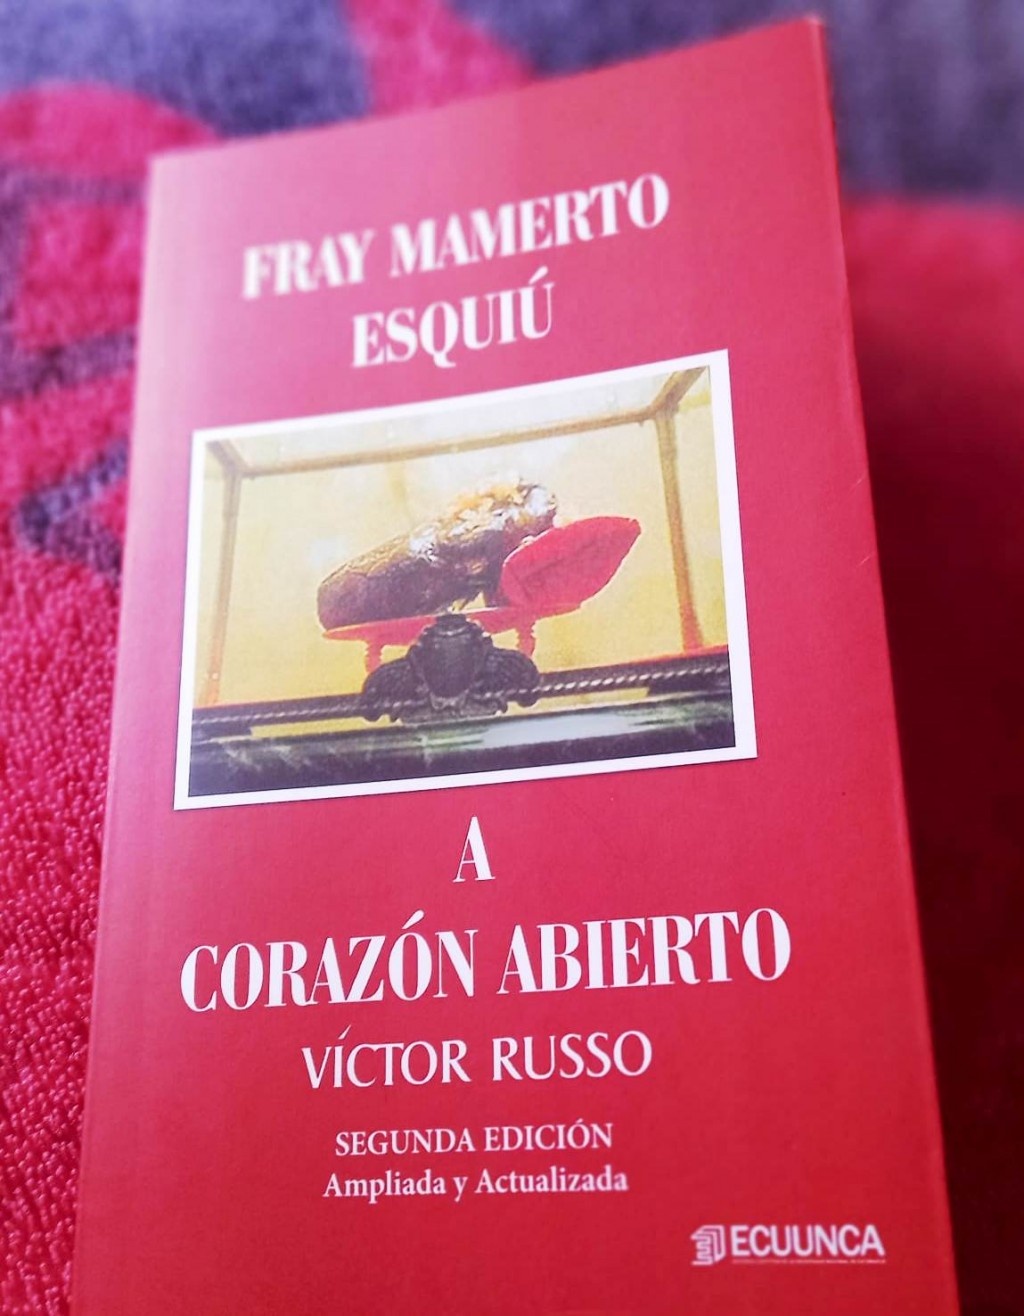 FRAY MAMERTO
ESQUIÚ
A
CORAZÓN ABIERTO
VÍCTOR RUSSO
SEGUNDA EDICIÓN
Ampliada y Actualizada
ECUUNCA